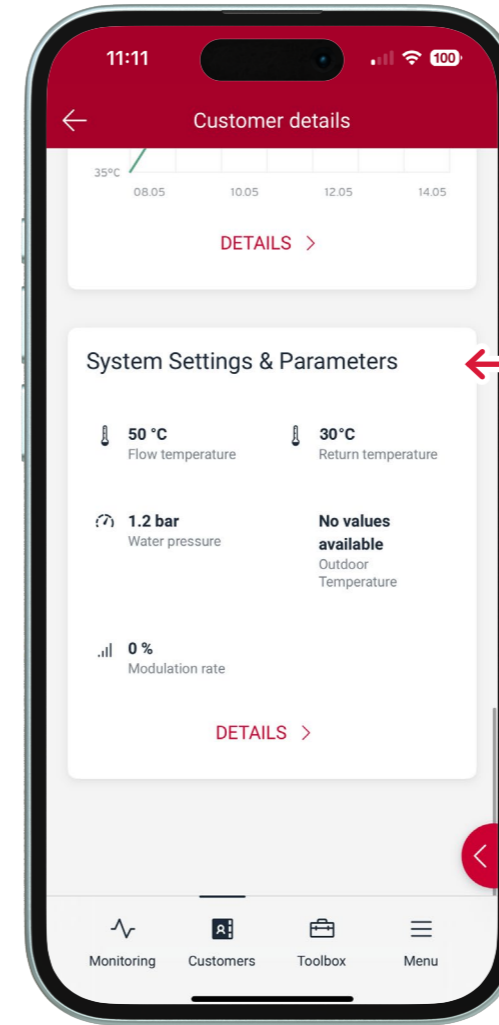 11:11
100
Customer details
35°C
08.05 10.05 12.05 14.05
DETAILS
System Settings & Parameters
50 °C
Flow temperature
30°C
Return temperature
1.2 bar
Water pressure
No values
available
Outdoor
Temperature
0 %
Modulation rate
DETAILS
Monitoring Customers Toolbox Menu